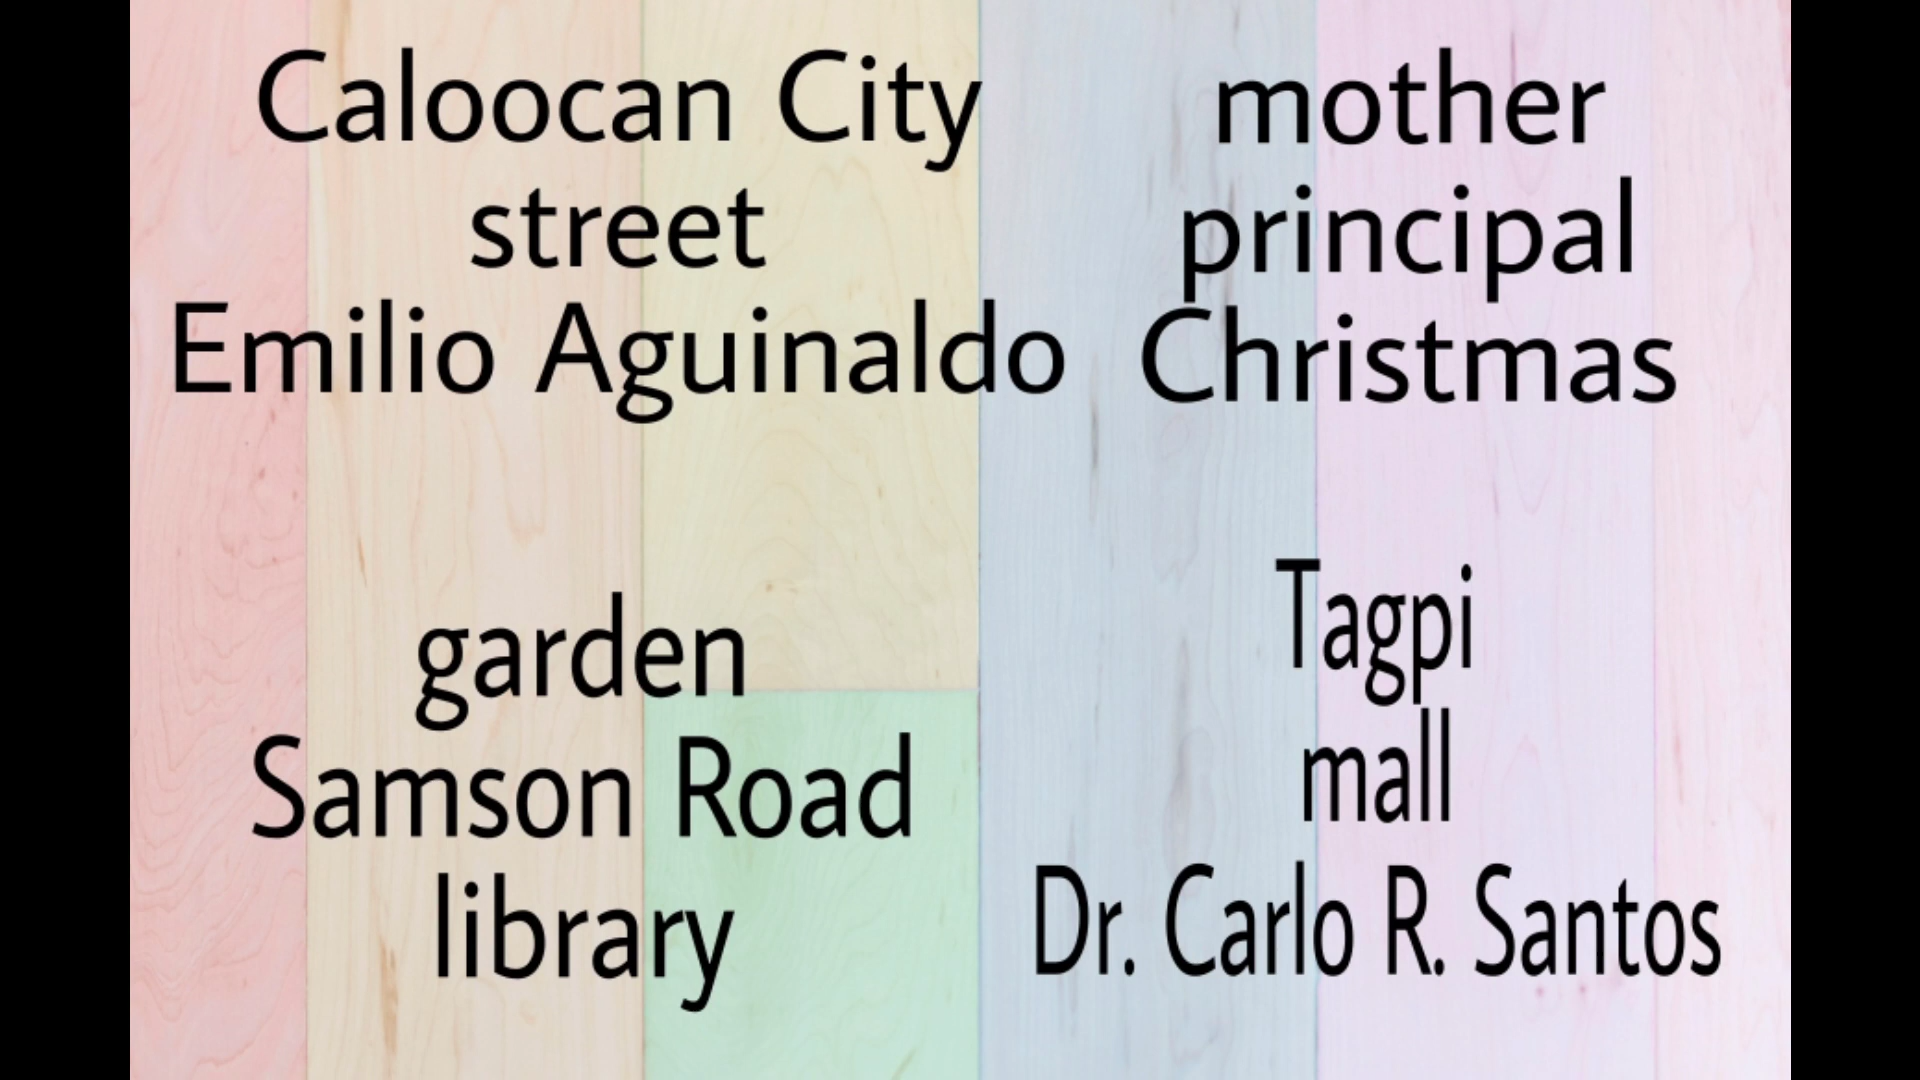 Caloocan City
street
Emilio Aguinaldo
mother
principal
Christmas
garden
Samson Road
library
Tagpi
mall
Dr. Carlo R. Santos